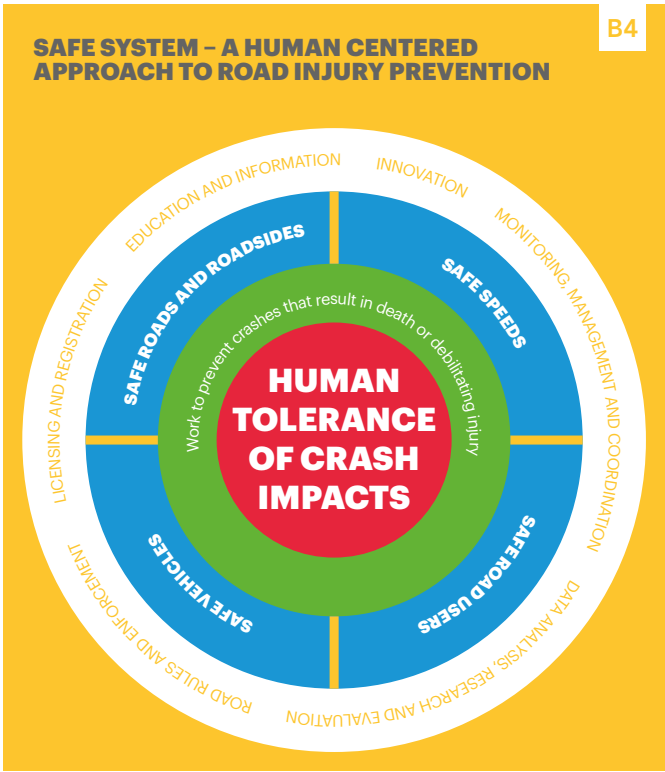 B4
SAFE SYSTEM – A HUMAN CENTERED
APPROACH TO ROAD INJURY PREVENTION
LICENSING AND REGISTRATION
EDUCATION AND INFORMATION
INNOVATION
MONITORING, MANAGEMENT AND COORDINATION
DATA ANALYSIS, RESEARCH AND EVALUATION
ROAD RULES AND ENFORCEMENT
SAFE ROADS AND ROADSIDES
SAFE SPEEDS
SAFE ROAD USERS
SAFE VEHICLES
Work to prevent crashes that result in death or debilitating injury
HUMAN
TOLERANCE
OF CRASH
IMPACTS